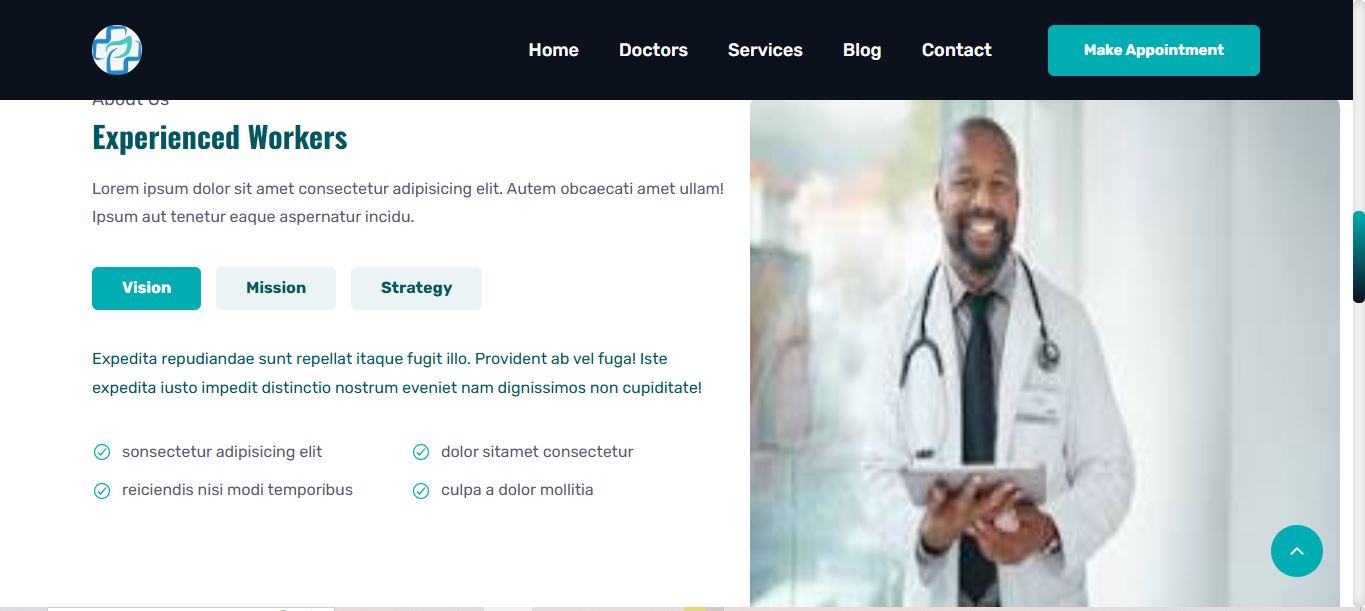 Home Doctors Services Blog Contact Make Appointment
About Us
Experienced Workers
Lorem ipsum dolor sit amet consectetur adipisicing elit. Autem obcaecati amet ullam!
Ipsum aut tenetur eaque aspernatur incidu.
Vision Mission Strategy
Expedita repudiandae sunt repellat itaque fugit illo. Provident ab vel fuga! Iste
expedita iusto impedit distinctio nostrum eveniet nam dignissimos non cupiditate!
sonsectetur adipisicing elit dolor sitamet consectetur
reiciendis nisi modi temporibus culpa a dolor mollitia